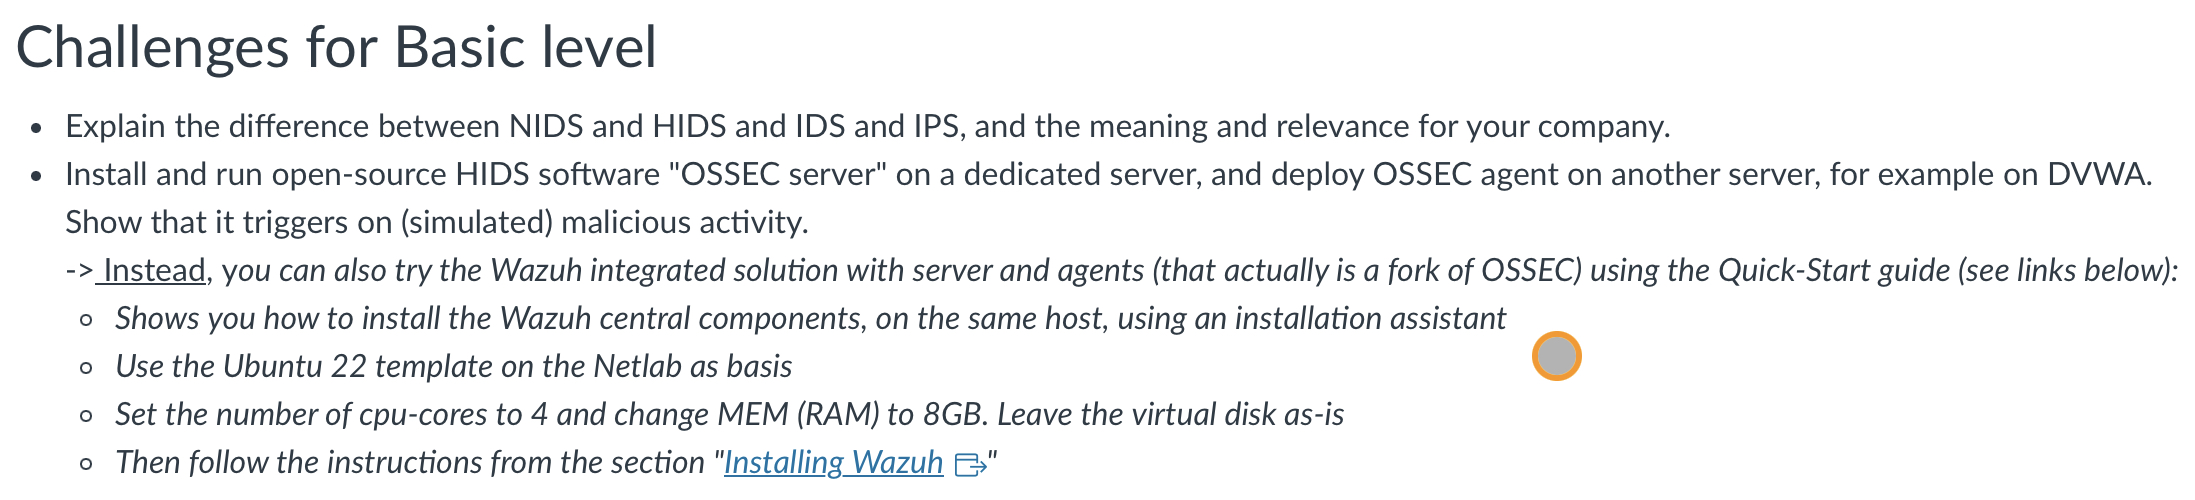 Challenges for Basic level
• Explain the difference between NIDS and HIDS and IDS and IPS, and the meaning and relevance for your company.
• Install and run open-source HIDS software "OSSEC server" on a dedicated server, and deploy OSSEC agent on another server, for example on DVWA.
Show that it triggers on (simulated) malicious activity.
-> Instead, you can also try the Wazuh integrated solution with server and agents (that actually is a fork of OSSEC) using the Quick-Start guide (see links below):
◦ Shows you how to install the Wazuh central components, on the same host, using an installation assistant
◦ Use the Ubuntu 22 template on the Netlab as basis
◦ Set the number of cpu-cores to 4 and change MEM (RAM) to 8GB. Leave the virtual disk as-is
◦ Then follow the instructions from the section "Installing Wazuh"